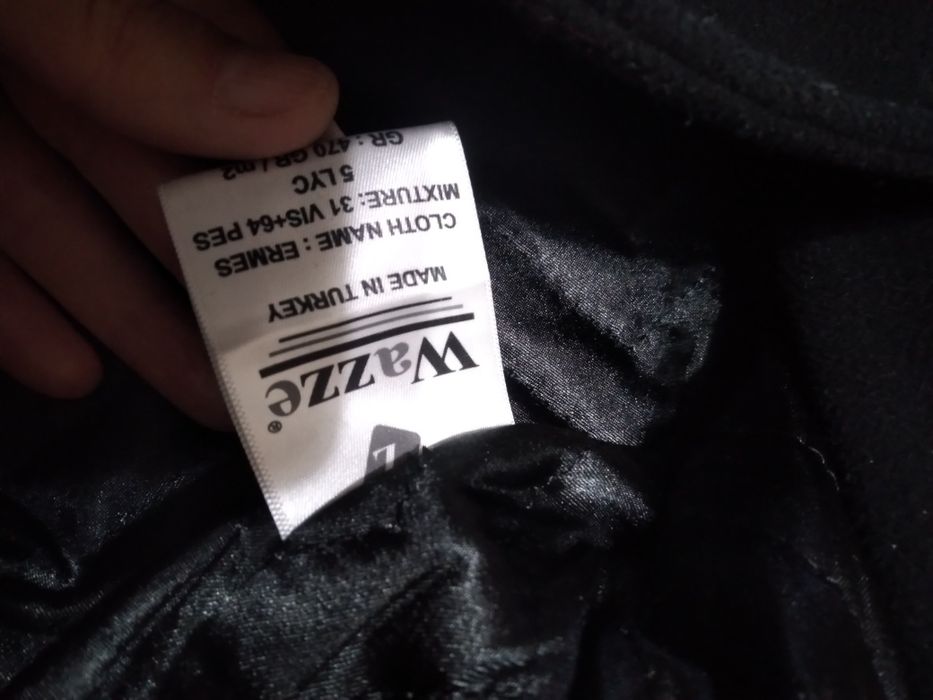 L
Wazze®
MADE IN TURKEY
CLOTH NAME : ERMES
MIXTURE: 31 VIS+64 PES
5 LYC
GR : 470 GR / m2